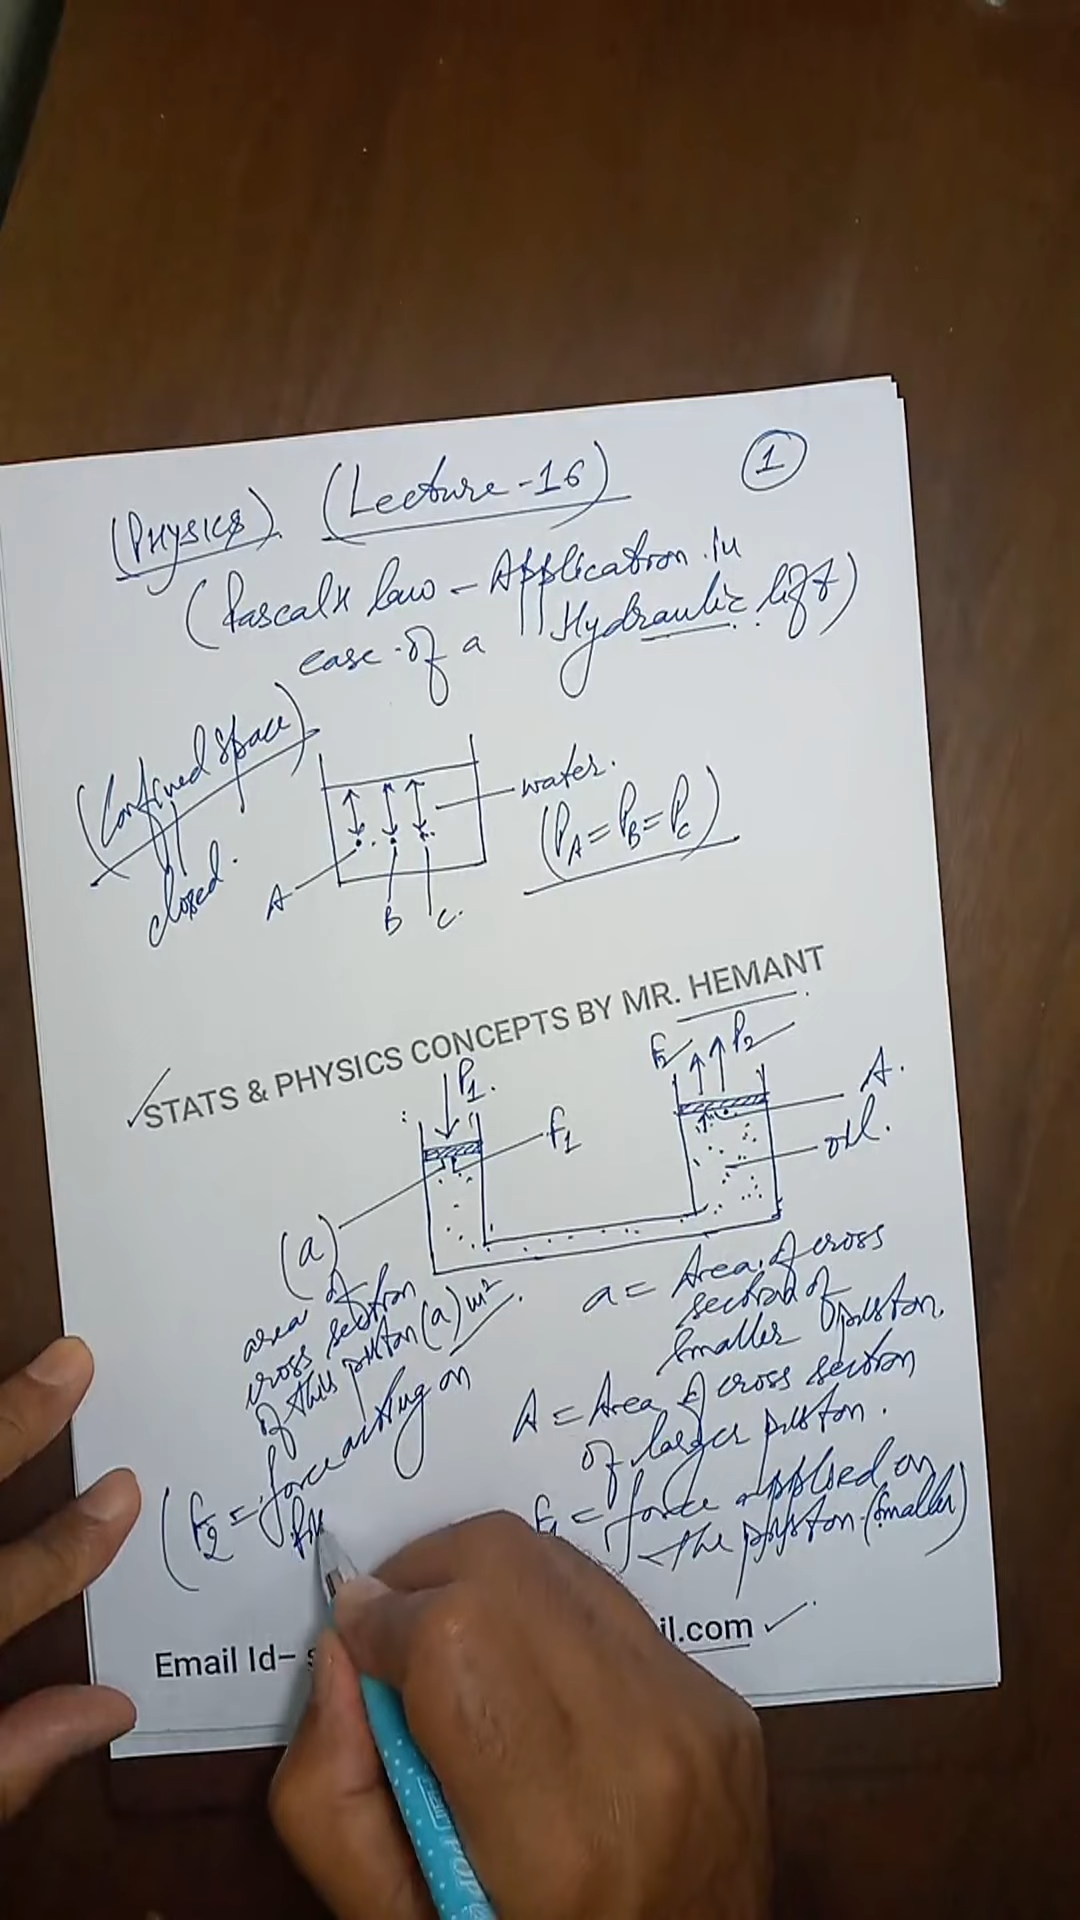 (PHYSICS). (Lecture-16)
1
(Pascal's law - Application in
case of a Hydraulic lift)
(Confined space)
closed.
water.
(PA = PB = PC)
A
B
C.
STATS & PHYSICS CONCEPTS BY MR. HEMANT
P1.
F2
P2
F1
A.
oil.
(a)
area of
cross section
of this piston (a) m²
a = Area of cross
section of
smaller piston.
A = Area of cross section
of larger piston.
F1 = force applied on
the piston (smaller)
(F2 = force acting on
Email Id-
il.com